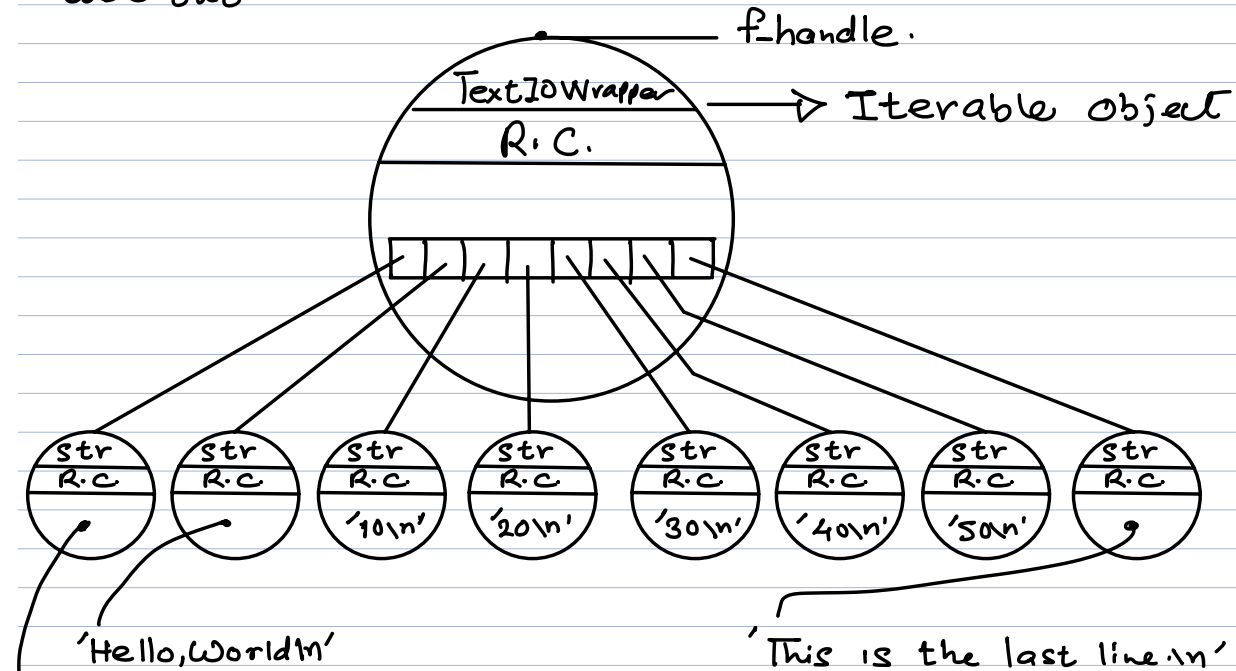 f_handle.
TextIOWrapper
Iterable object
R.C.
str str str str str str str str
R.C R.C R.C R.C R.C R.C R.C R.C
'10\n' '20\n' '30\n' '40\n' '50\n'
'Hello,World\n' 'This is the last line.\n'